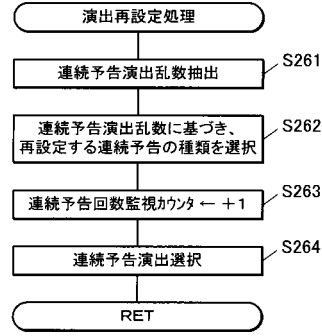 演出再設定処理
連続予告演出乱数抽出
S261
連続予告演出乱数に基づき、
再設定する連続予告の種類を選択
S262
連続予告回数監視ｶｳﾝﾀ ← ＋1
S263
連続予告演出選択
S264
RET